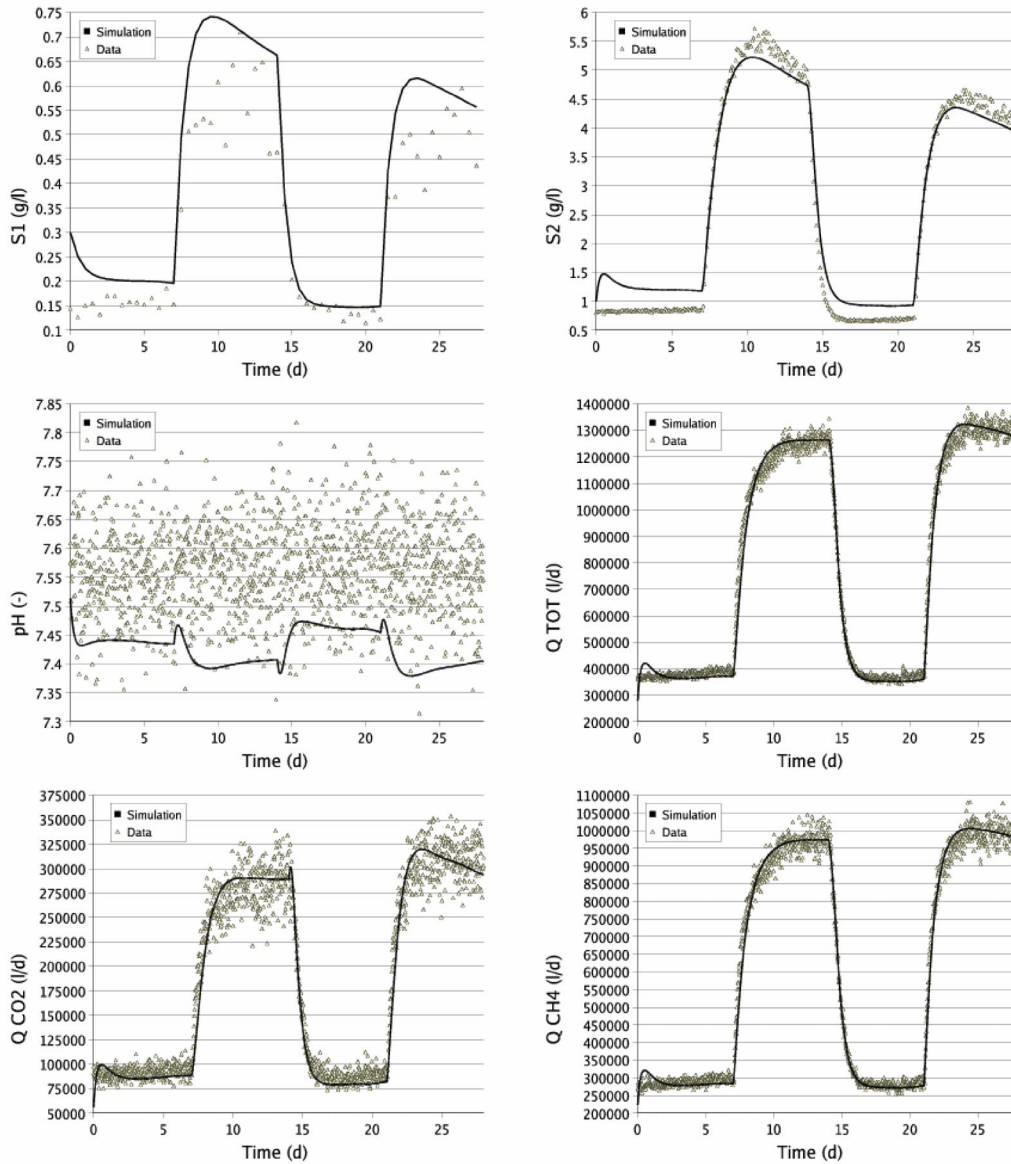 S1 (g/l)
0.75
0.7
0.65
0.6
0.55
0.5
0.45
0.4
0.35
0.3
0.25
0.2
0.15
0.1
Simulation
Data
0 5 10 15 20 25
Time (d)
S2 (g/l)
6
5.5
5
4.5
4
3.5
3
2.5
2
1.5
1
0.5
Simulation
Data
0 5 10 15 20 25
Time (d)
pH (-)
7.85
7.8
7.75
7.7
7.65
7.6
7.55
7.5
7.45
7.4
7.35
7.3
Simulation
Data
0 5 10 15 20 25
Time (d)
Q TOT (l/d)
1400000
1300000
1200000
1100000
1000000
900000
800000
700000
600000
500000
400000
300000
200000
Simulation
Data
0 5 10 15 20 25
Time (d)
Q CO2 (l/d)
375000
350000
325000
300000
275000
250000
225000
200000
175000
150000
125000
100000
75000
50000
Simulation
Data
0 5 10 15 20 25
Time (d)
Q CH4 (l/d)
1100000
1050000
1000000
950000
900000
850000
800000
750000
700000
650000
600000
550000
500000
450000
400000
350000
300000
250000
200000
Simulation
Data
0 5 10 15 20 25
Time (d)